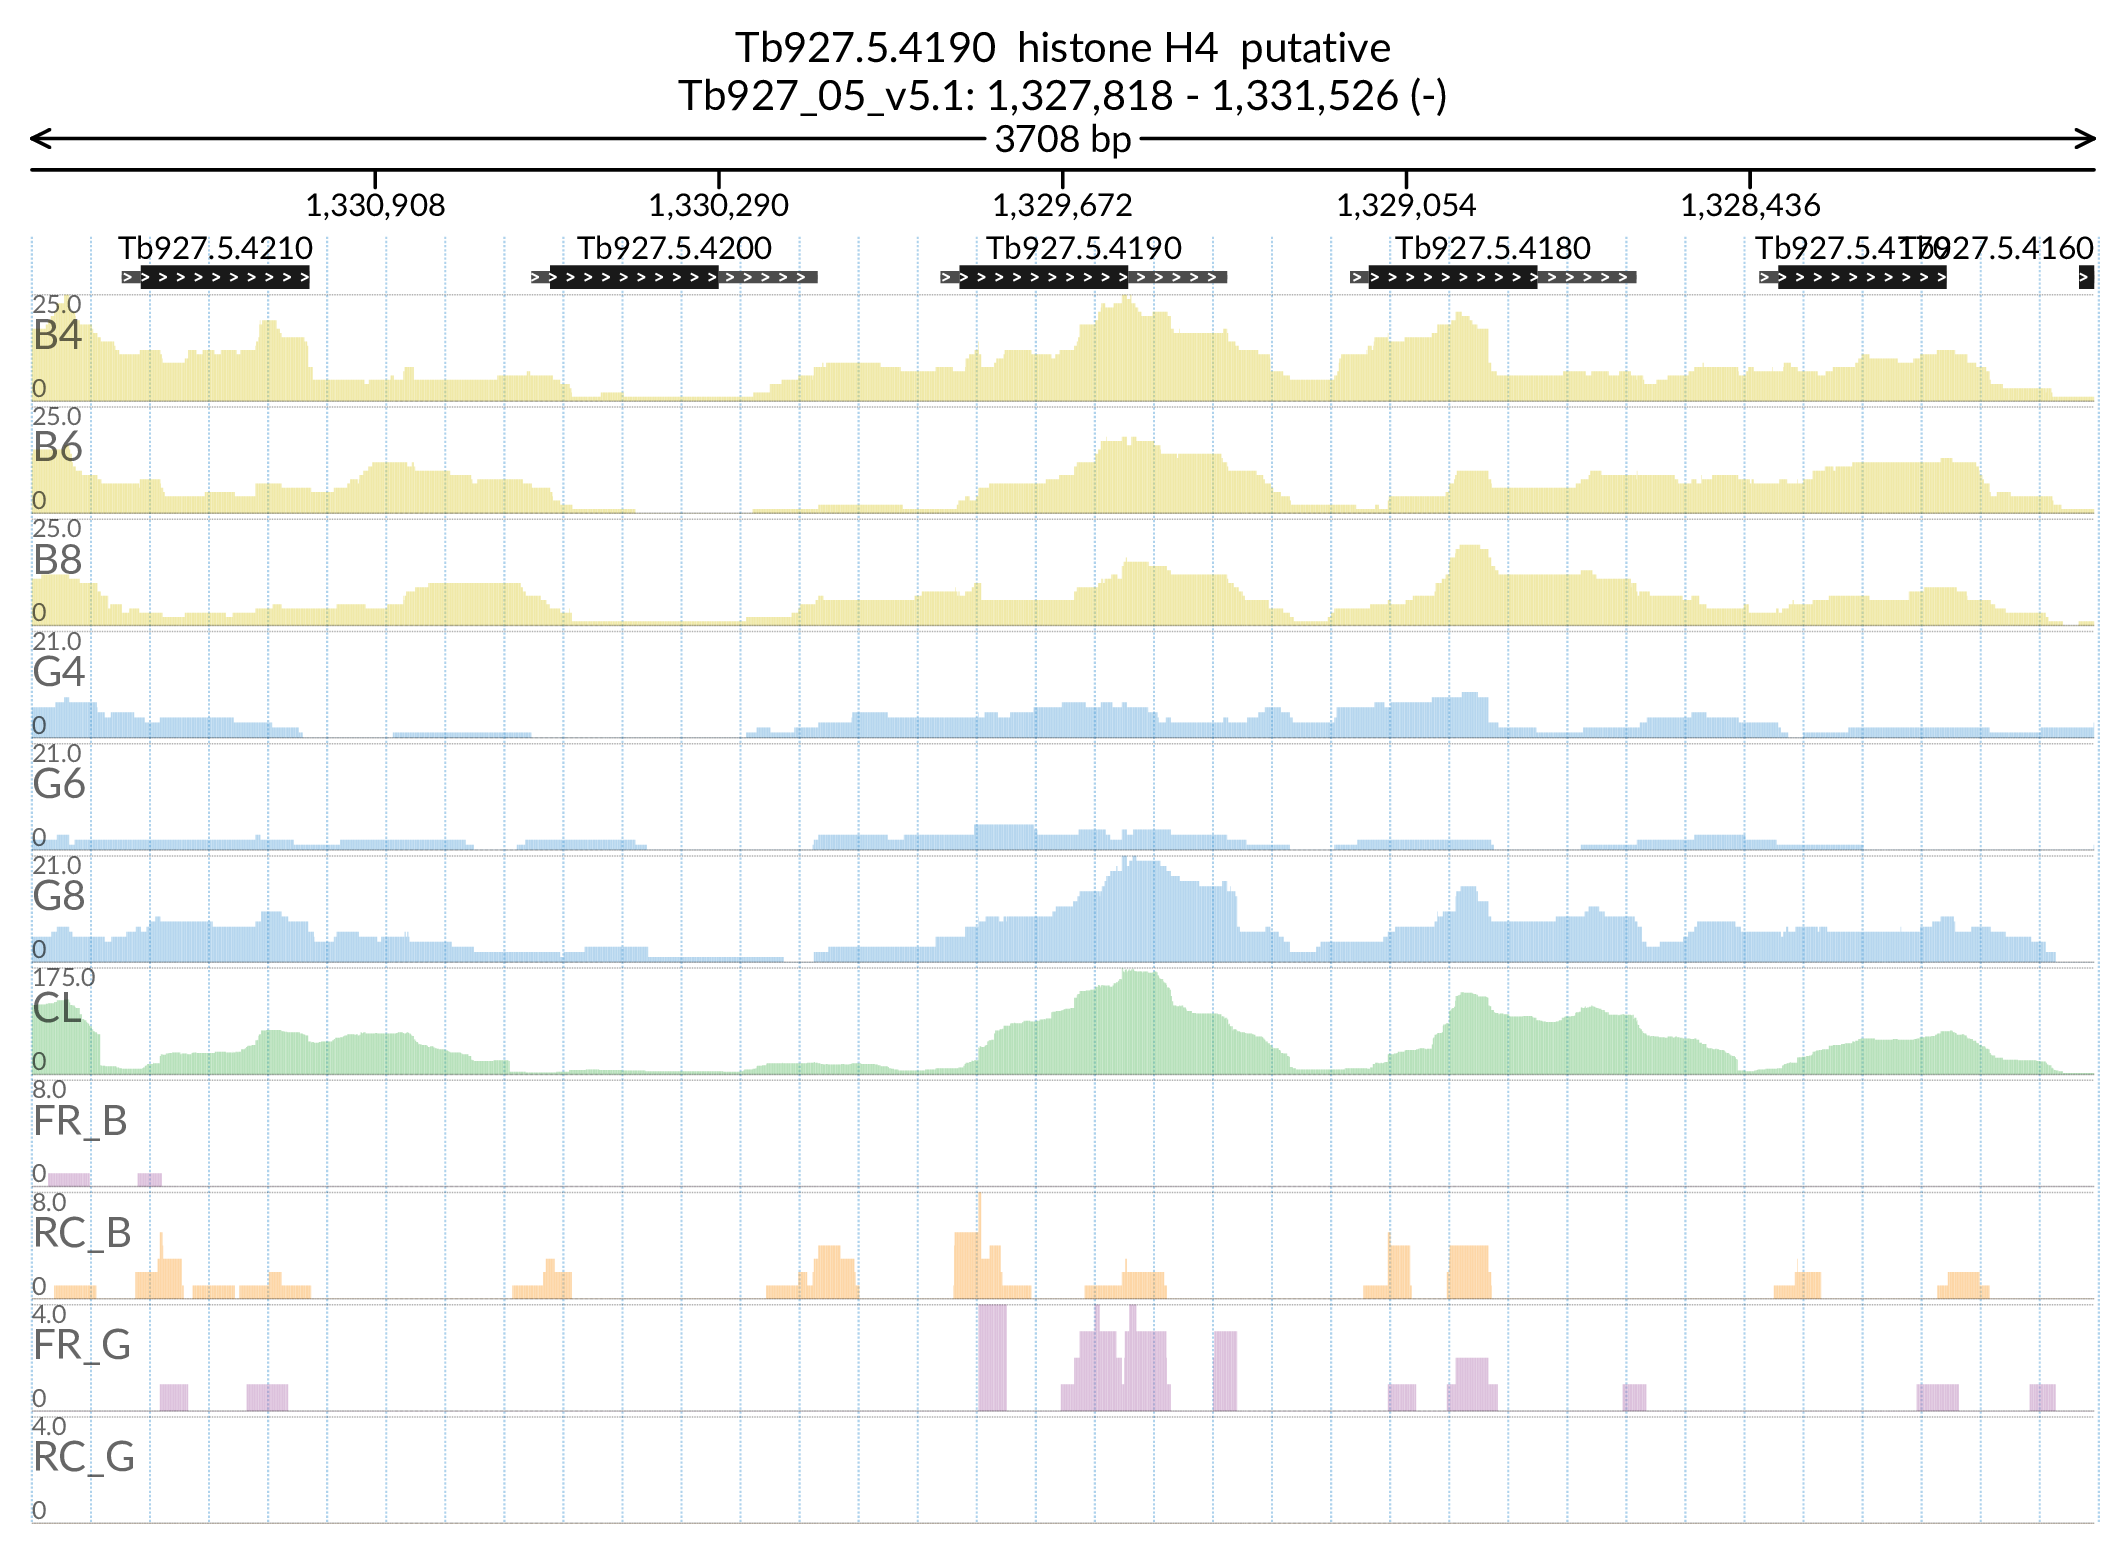 Tb927.5.4190 histone H4 putative
Tb927_05_v5.1: 1,327,818 - 1,331,526 (-)
3708 bp
1,330,908 1,330,290 1,329,672 1,329,054 1,328,436
Tb927.5.4210 Tb927.5.4200 Tb927.5.4190 Tb927.5.4180 Tb927.5.4170 Tb927.5.4160
25.0
B4
0
25.0
B6
0
25.0
B8
0
21.0
G4
0
21.0
G6
0
21.0
G8
0
175.0
CL
0
8.0
FR_B
0
8.0
RC_B
0
4.0
FR_G
0
4.0
RC_G
0